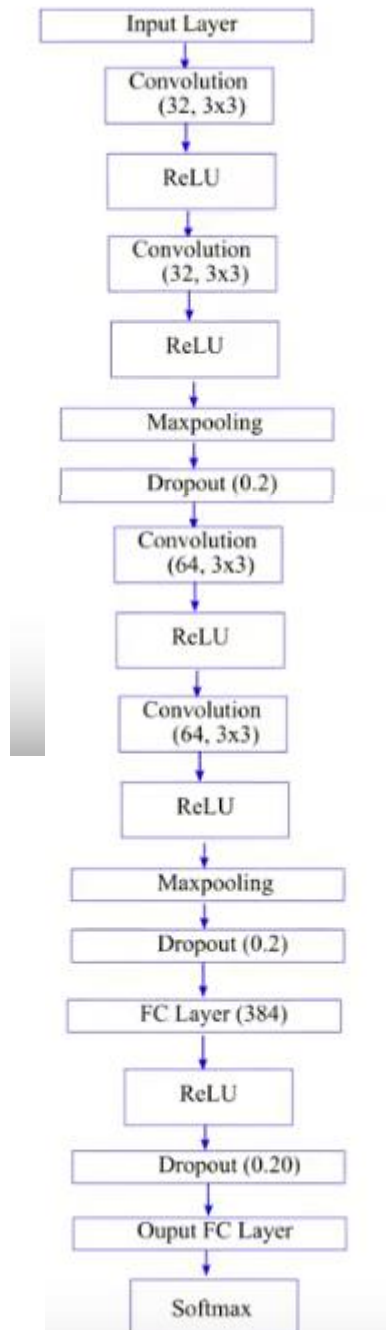 Input Layer
Convolution
(32, 3x3)
ReLU
Convolution
(32, 3x3)
ReLU
Maxpooling
Dropout (0.2)
Convolution
(64, 3x3)
ReLU
Convolution
(64, 3x3)
ReLU
Maxpooling
Dropout (0.2)
FC Layer (384)
ReLU
Dropout (0.20)
Ouput FC Layer
Softmax